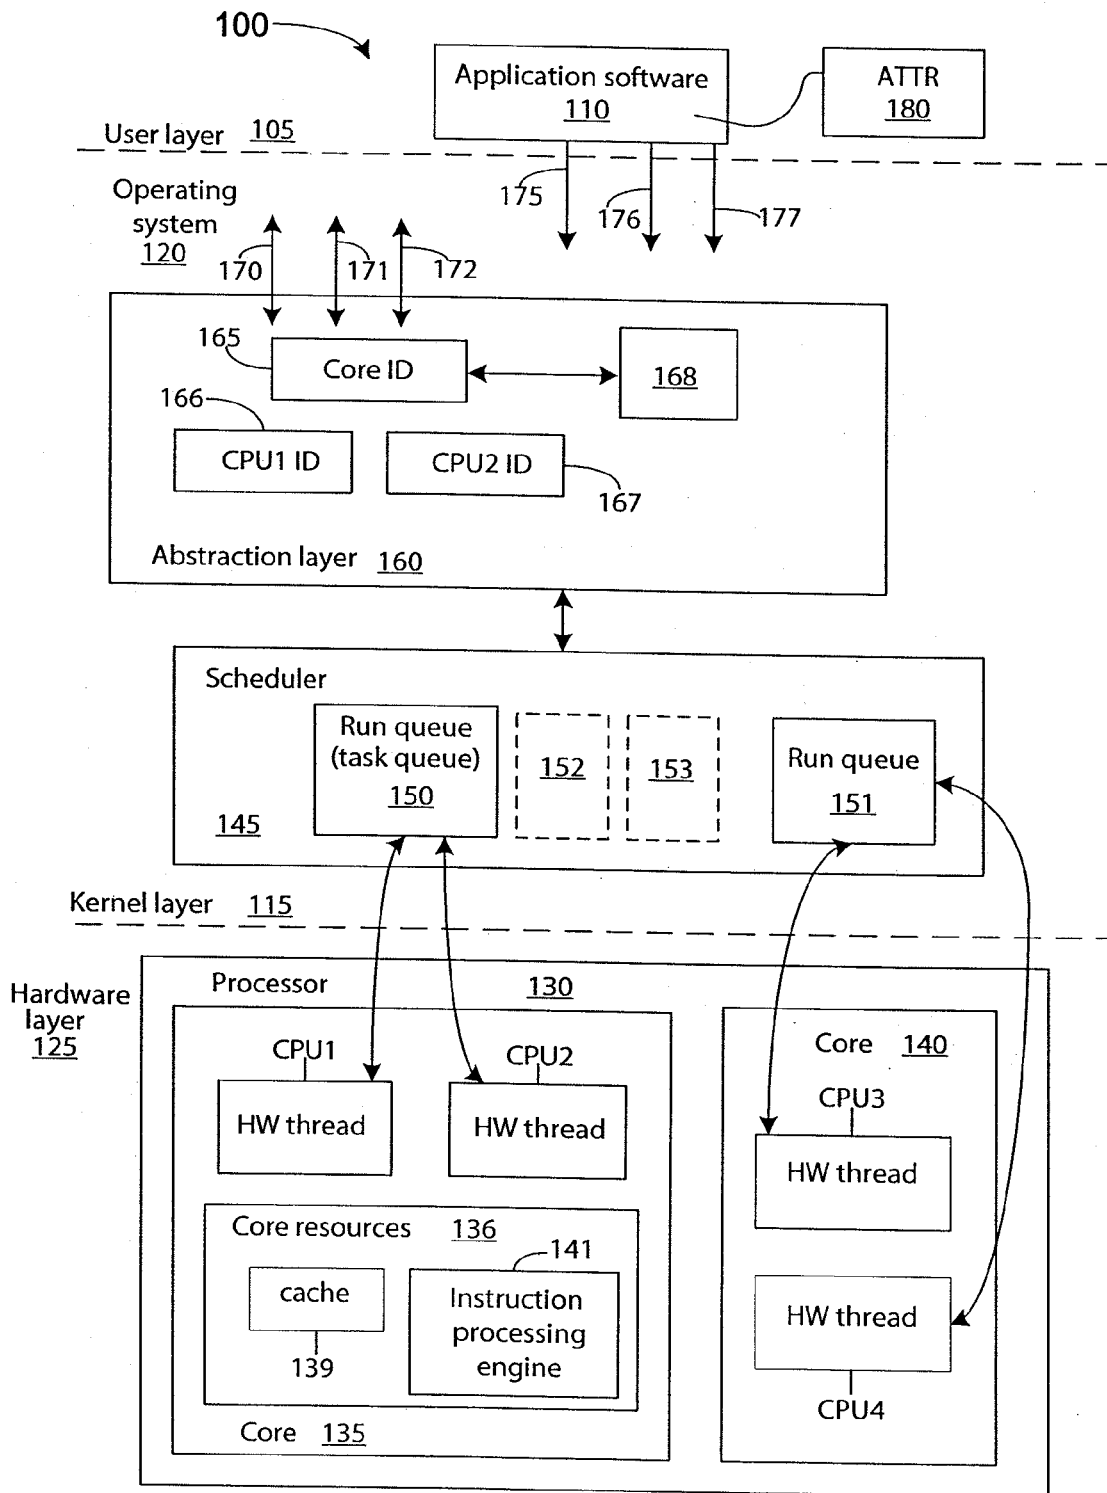 100
Application software
110
ATTR
180
User layer 105
175
176
177
Operating
system
120
170
171
172
165
Core ID
168
166
CPU1 ID
CPU2 ID
167
Abstraction layer 160
Scheduler
Run queue
(task queue)
150
152
153
Run queue
151
145
Kernel layer 115
Hardware
layer
125
Processor 130
CPU1
CPU2
Core 140
HW thread
HW thread
CPU3
HW thread
Core resources 136
141
cache
Instruction
processing
engine
HW thread
139
CPU4
Core 135